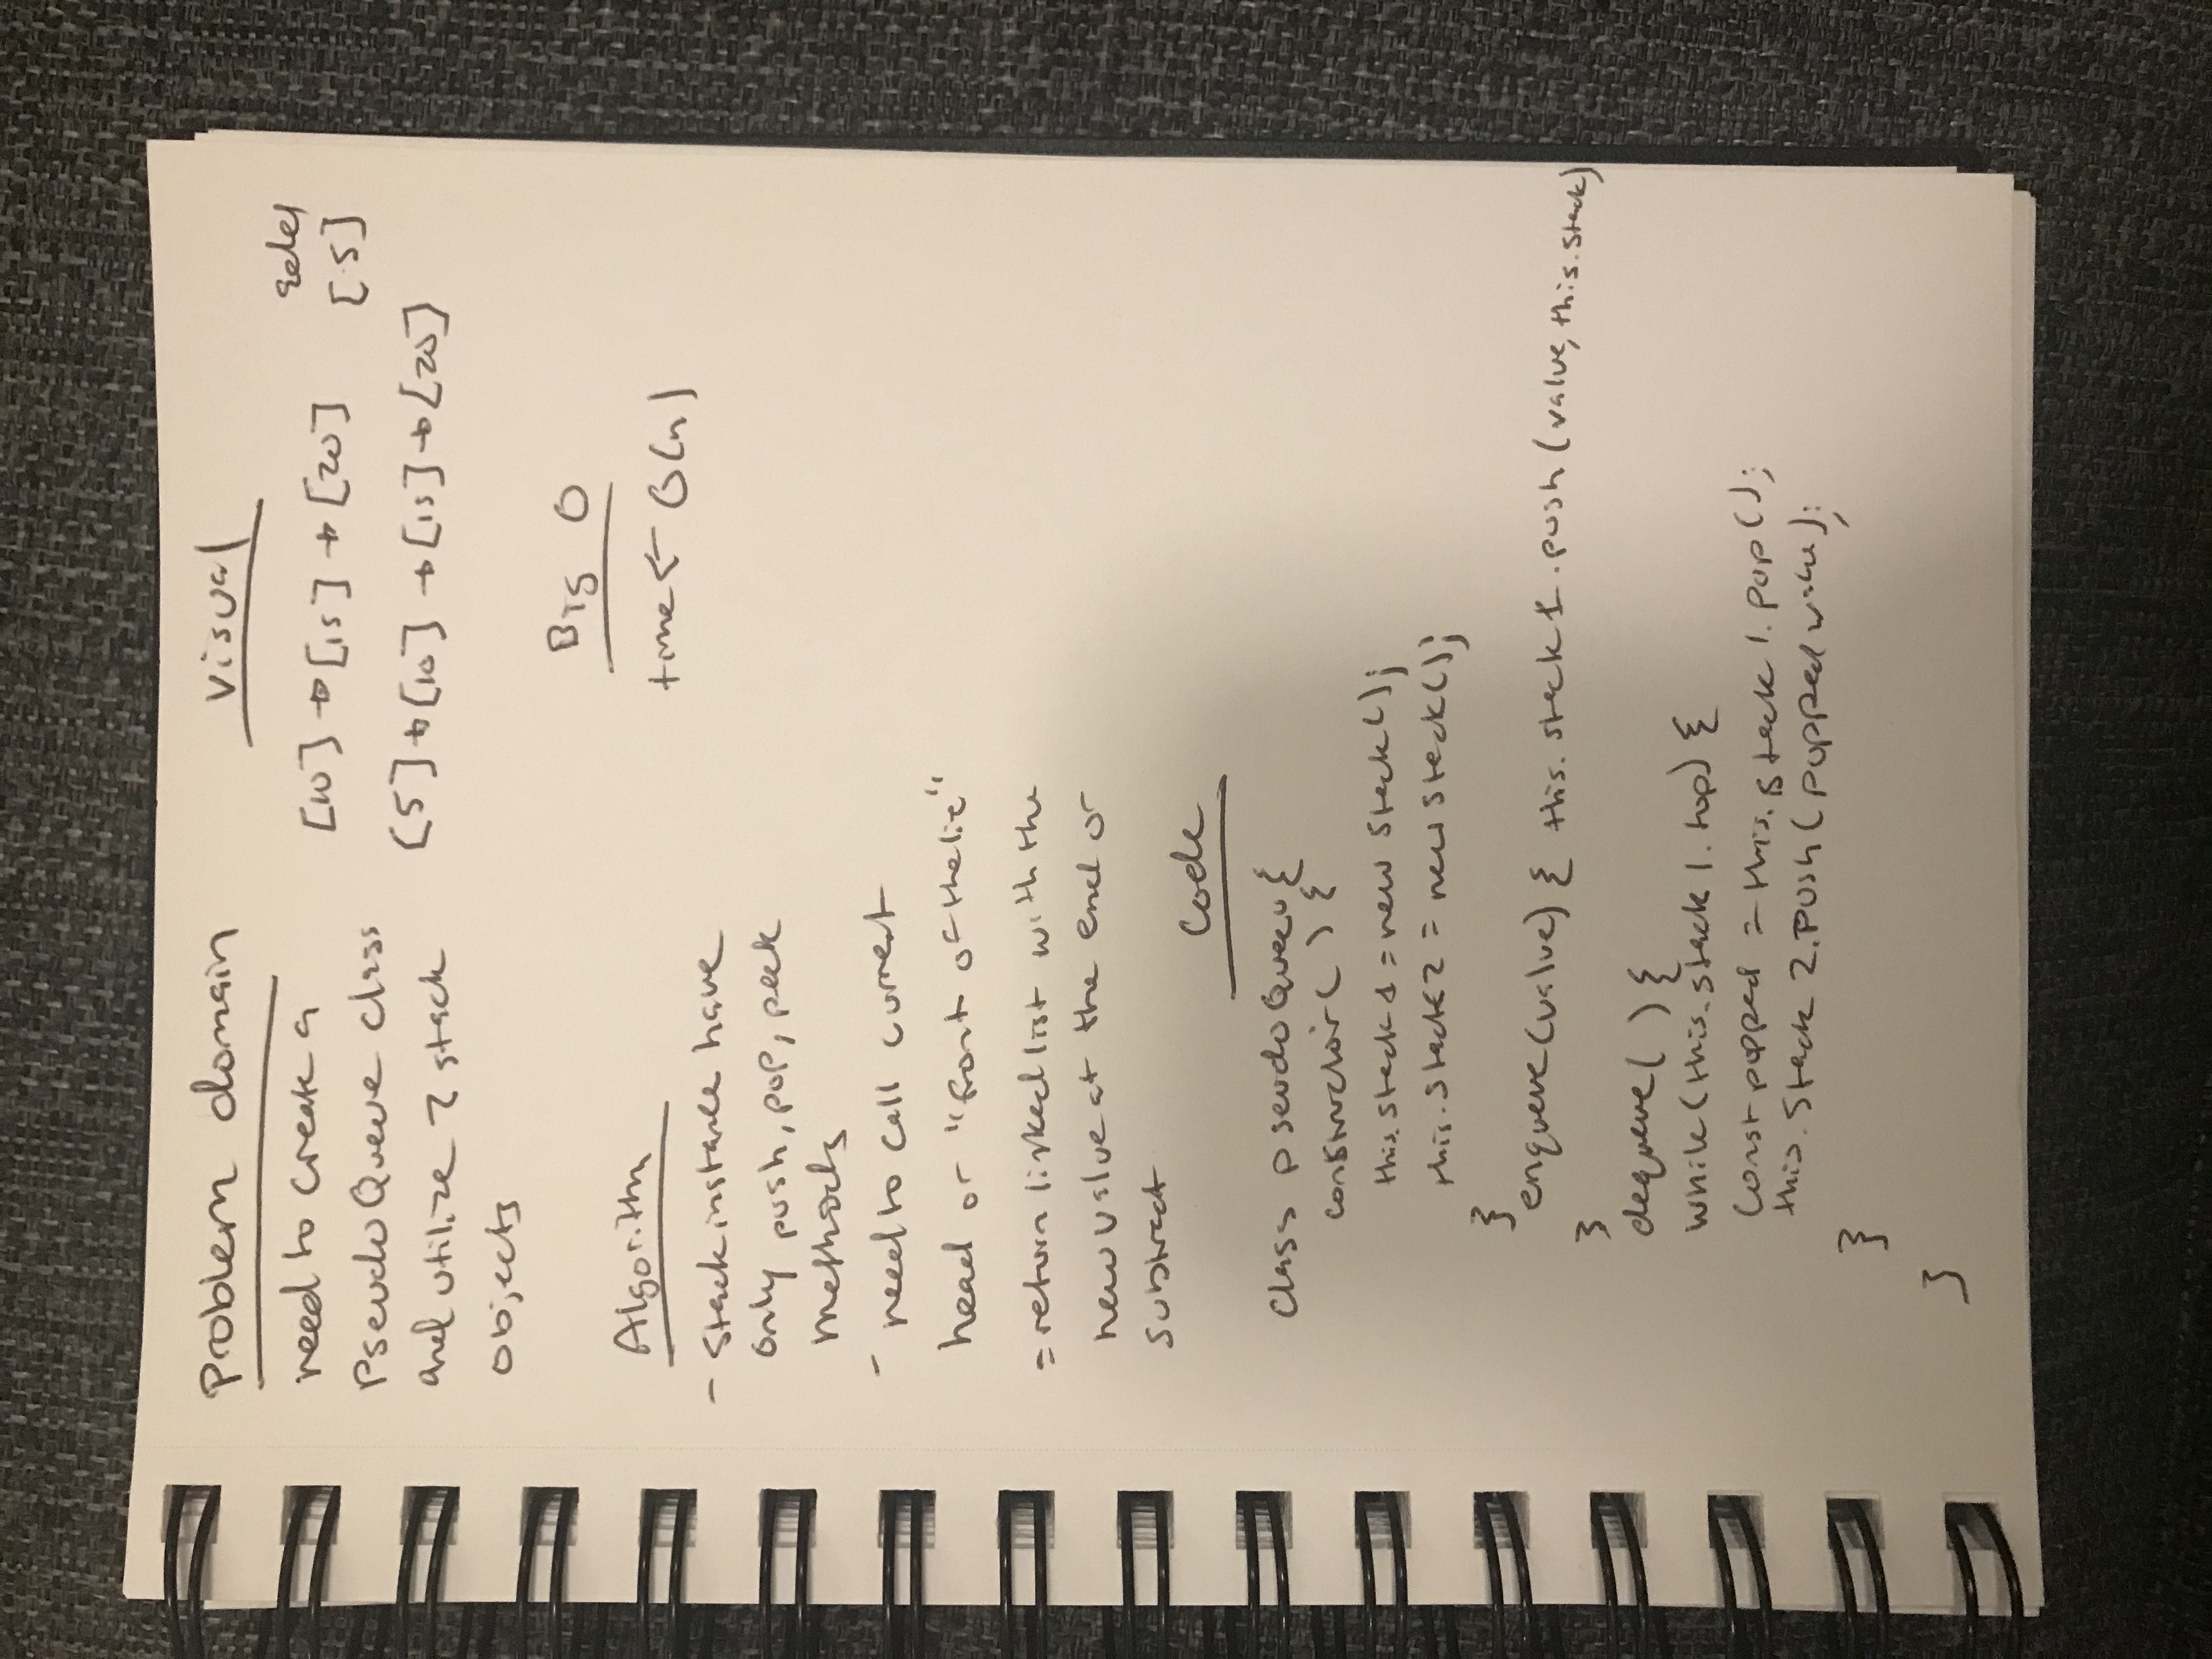 Problem domain
need to create a
PseudoQueue class
and utilize 2 stack
objects
Visual
[10] → [15] → [20]
add
[5]
[5] → [10] → [15] → [20]
Big O
time ← O(n)
Algorithm
- Stack instance have
only push, pop, peek
methods
- need to call current
head or "front of the lie"
= return linked list with the
new value at the end or
subtract
Code
class pseudoQueeu {
constructor( ) {
this.stack1 = new Stack();
this.Stack2 = new Stack();
}
enqueue(value) { this.stack1.push(value, this.stack)
}
dequeue( ) {
while(this.stack1.top) {
const popped = this.stack1.pop();
this.Stack2.push(popped value);
}
}